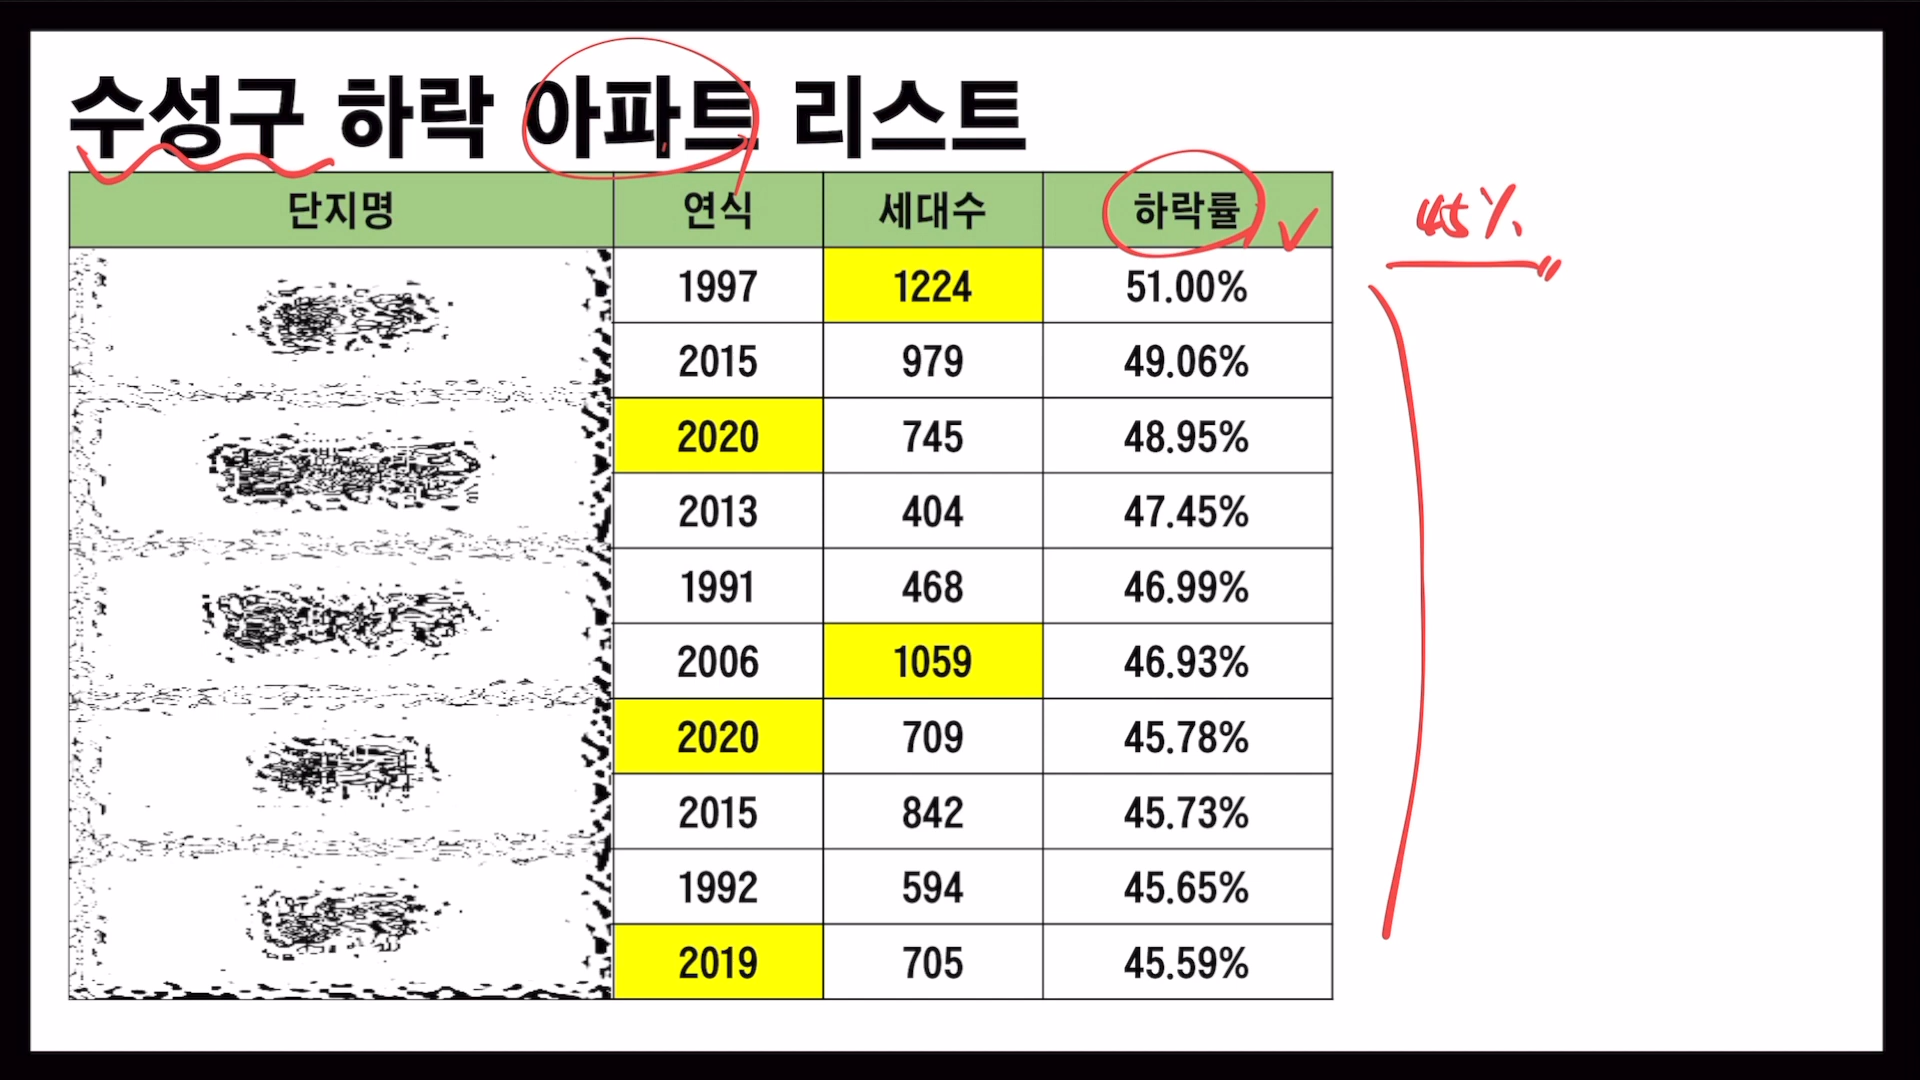 수성구 하락 아파트 리스트
단지명 연식 세대수 하락률
45%
1997 1224 51.00%
2015 979 49.06%
2020 745 48.95%
2013 404 47.45%
1991 468 46.99%
2006 1059 46.93%
2020 709 45.78%
2015 842 45.73%
1992 594 45.65%
2019 705 45.59%